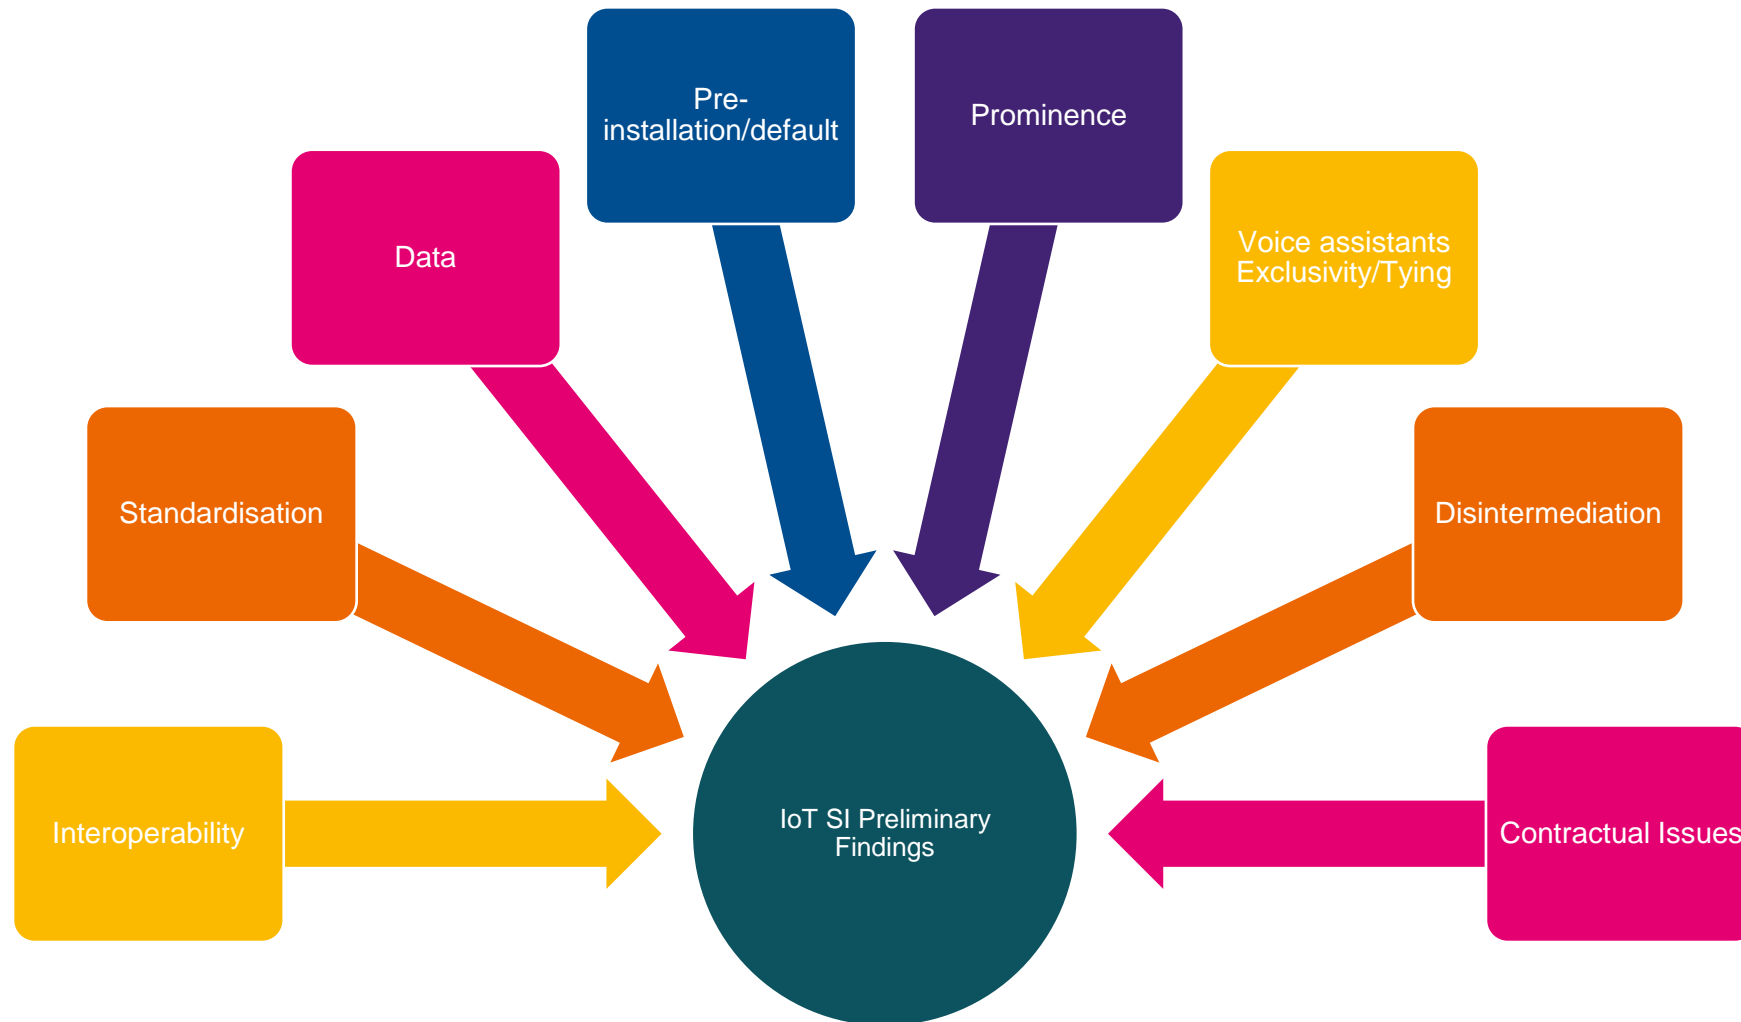 Pre-
installation/default
Prominence
Data
Voice assistants
Exclusivity/Tying
Standardisation
Disintermediation
Interoperability
IoT SI Preliminary
Findings
Contractual Issues